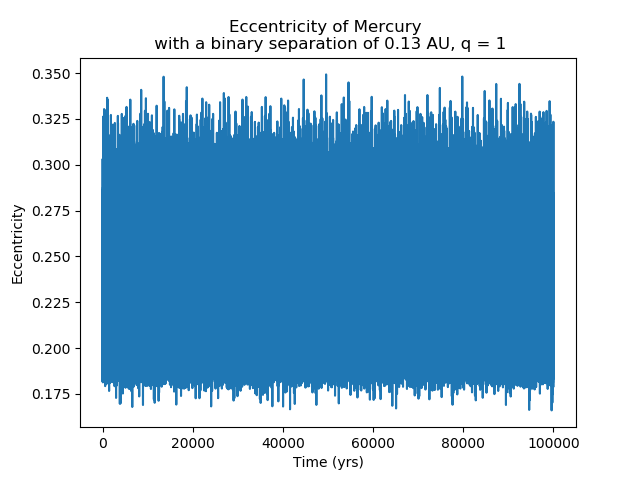 Eccentricity of Mercury
with a binary separation of 0.13 AU, q = 1
0.350
0.325
0.300
0.275
0.250
0.225
0.200
0.175
Eccentricity
0 20000 40000 60000 80000 100000
Time (yrs)